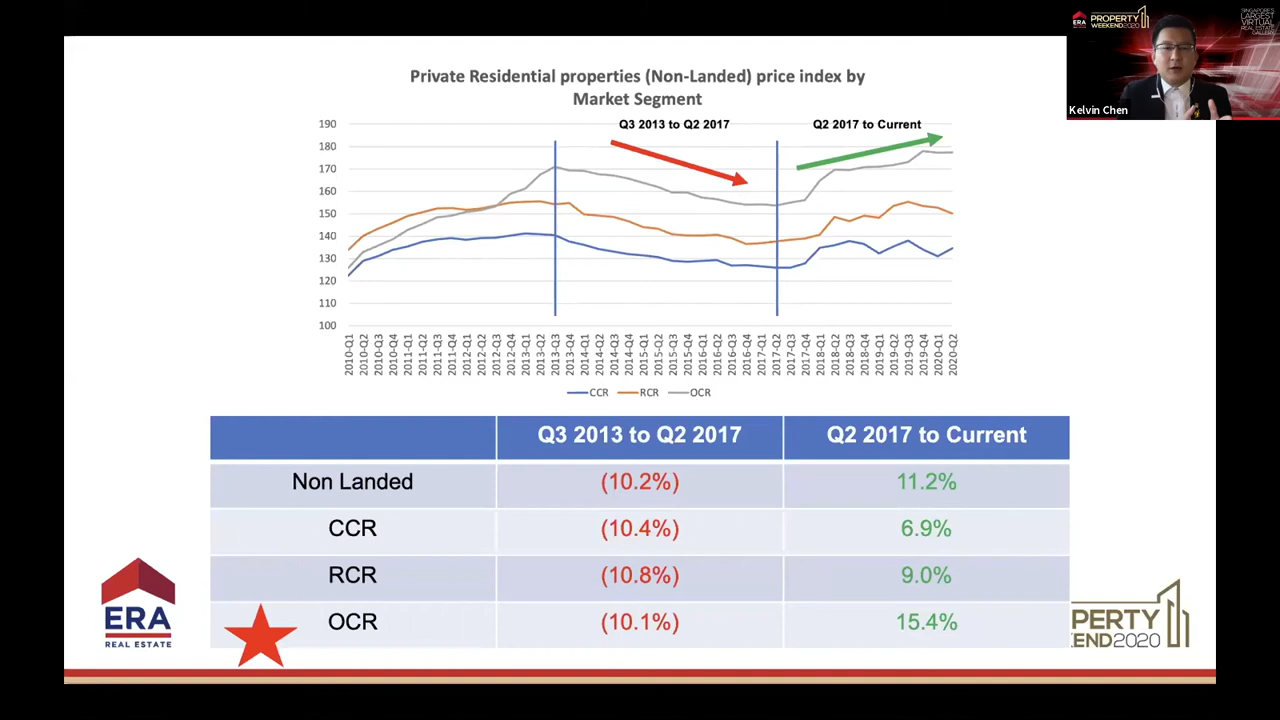 ERA
PROPERTY
WEEKEND2020
SINGAPORE'S
LARGEST
VIRTUAL
REAL ESTATE
GALLERY
Kelvin Chen
Private Residential properties (Non-Landed) price index by
Market Segment
Q3 2013 to Q2 2017
Q2 2017 to Current
190
180
170
160
150
140
130
120
110
100
2010-Q1
2010-Q2
2010-Q3
2010-Q4
2011-Q1
2011-Q2
2011-Q3
2011-Q4
2012-Q1
2012-Q2
2012-Q3
2012-Q4
2013-Q1
2013-Q2
2013-Q3
2013-Q4
2014-Q1
2014-Q2
2014-Q3
2014-Q4
2015-Q1
2015-Q2
2015-Q3
2015-Q4
2016-Q1
2016-Q2
2016-Q3
2016-Q4
2017-Q1
2017-Q2
2017-Q3
2017-Q4
2018-Q1
2018-Q2
2018-Q3
2018-Q4
2019-Q1
2019-Q2
2019-Q3
2019-Q4
2020-Q1
2020-Q2
CCR RCR OCR
Q3 2013 to Q2 2017 Q2 2017 to Current
Non Landed (10.2%) 11.2%
CCR (10.4%) 6.9%
RCR (10.8%) 9.0%
OCR (10.1%) 15.4%
ERA
REAL ESTATE
PERTY
KEND2020